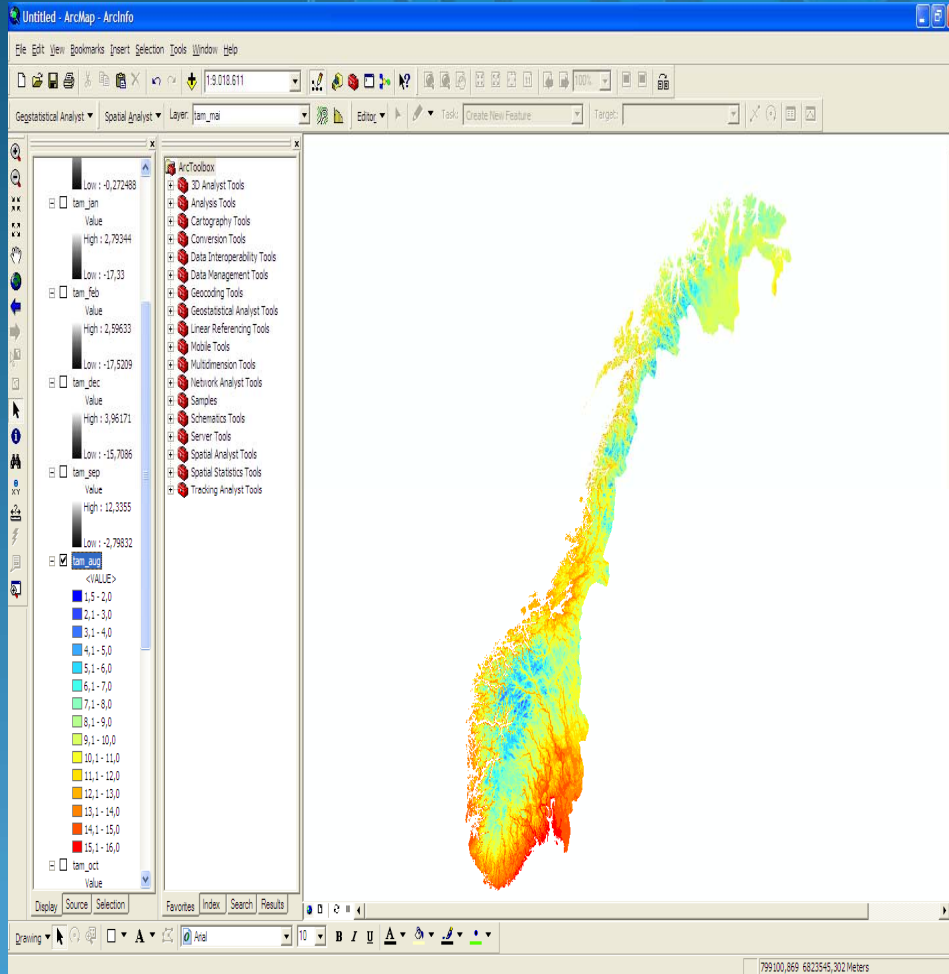 Untitled - ArcMap - ArcInfo
File Edit View Bookmarks Insert Selection Tools Window Help
1:9.018.611
100%
Geostatistical Analyst Spatial Analyst Layer: tam_mai Editor Task: Create New Feature Target:
Low : -0,272488
tam_jan
Value
High : 2,79344
Low : -17,33
tam_feb
Value
High : 2,59633
Low : -17,5209
tam_dec
Value
High : 3,96171
Low : -15,7086
tam_sep
Value
High : 12,3355
Low : -2,79832
tam_aug
<VALUE>
1,5 - 2,0
2,1 - 3,0
3,1 - 4,0
4,1 - 5,0
5,1 - 6,0
6,1 - 7,0
7,1 - 8,0
8,1 - 9,0
9,1 - 10,0
10,1 - 11,0
11,1 - 12,0
12,1 - 13,0
13,1 - 14,0
14,1 - 15,0
15,1 - 16,0
tam_oct
Value
Display Source Selection
ArcToolbox
3D Analyst Tools
Analysis Tools
Cartography Tools
Conversion Tools
Data Interoperability Tools
Data Management Tools
Geocoding Tools
Geostatistical Analyst Tools
Linear Referencing Tools
Mobile Tools
Multidimension Tools
Network Analyst Tools
Samples
Schematics Tools
Server Tools
Spatial Analyst Tools
Spatial Statistics Tools
Tracking Analyst Tools
Favorites Index Search Results
Drawing A Arial 10 B I U A
799100,869 6823545,302 Meters